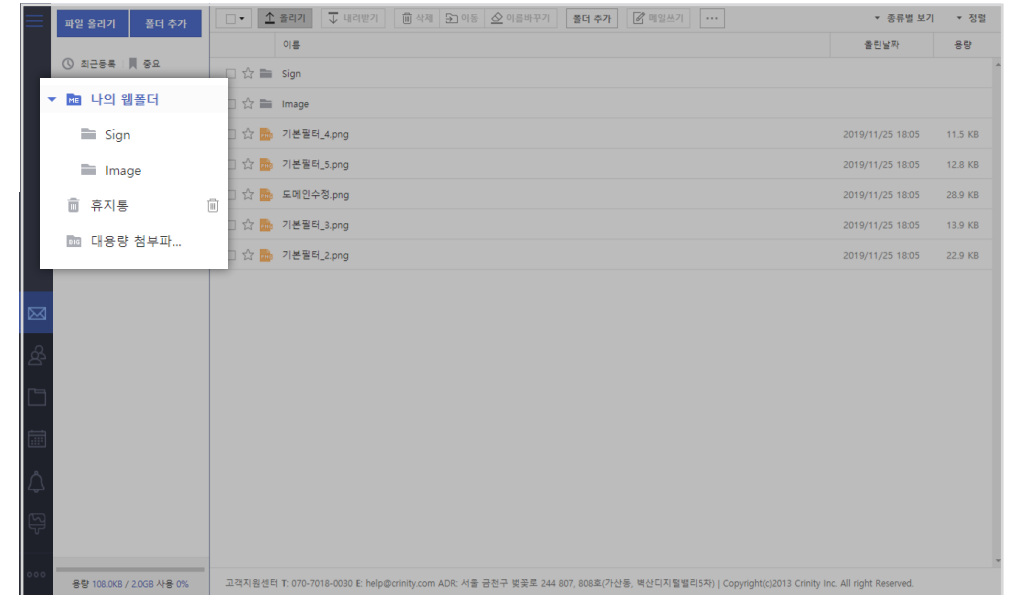 파일 올리기 폴더 추가
올리기 내려받기 삭제 이동 이름바꾸기 폴더 추가 메일쓰기 ... 종류별 보기 정렬
이름 올린날짜 용량
최근등록 중요
Sign
Image
기본필터_4.png 2019/11/25 18:05 11.5 KB
기본필터_5.png 2019/11/25 18:05 12.8 KB
도메인수정.png 2019/11/25 18:05 28.9 KB
기본필터_3.png 2019/11/25 18:05 13.9 KB
기본필터_2.png 2019/11/25 18:05 22.9 KB
ME 나의 웹폴더
Sign
Image
휴지통
BIG 대용량 첨부파...
용량 108.0KB / 2.0GB 사용 0%
고객지원센터 T: 070-7018-0030 E: help@crinity.com ADR: 서울 금천구 벚꽃로 244 807, 808호(가산동, 벽산디지털밸리5차) | Copyright(c)2013 Crinity Inc. All right Reserved.